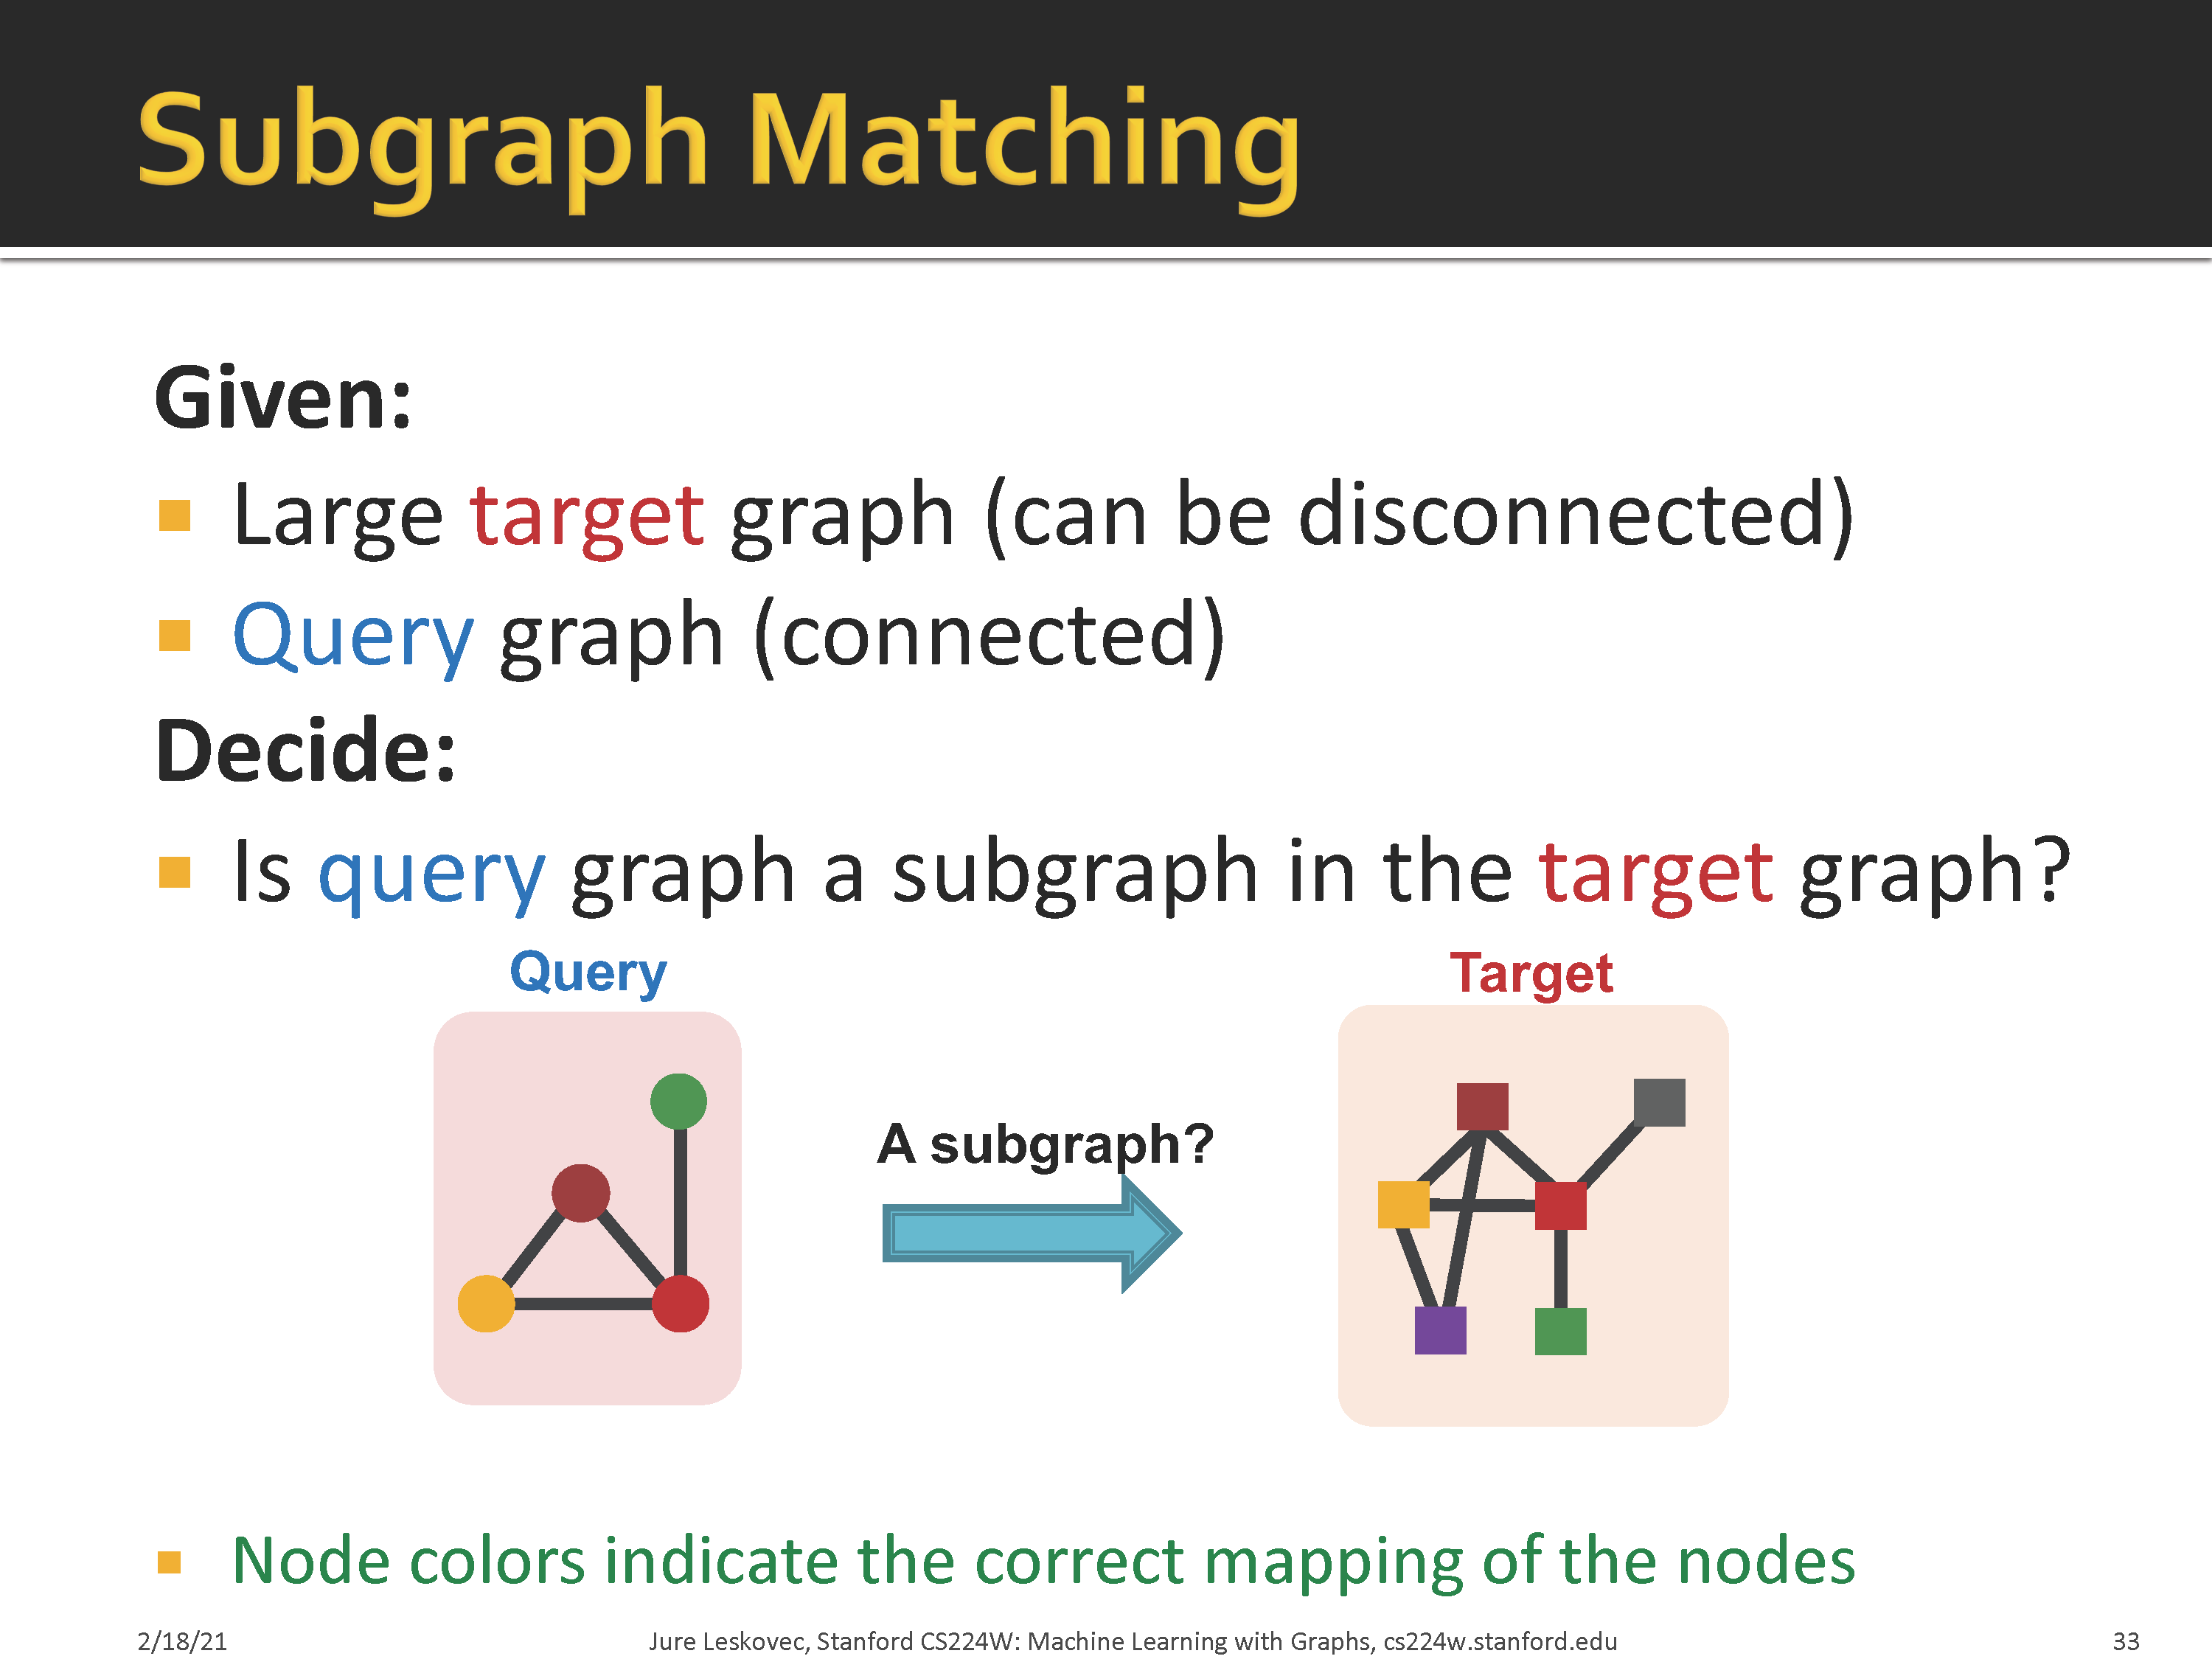 Subgraph Matching
Given:
Large target graph (can be disconnected)
Query graph (connected)
Decide:
Is query graph a subgraph in the target graph?
Query
Target
A subgraph?
Node colors indicate the correct mapping of the nodes
2/18/21
Jure Leskovec, Stanford CS224W: Machine Learning with Graphs, cs224w.stanford.edu
33